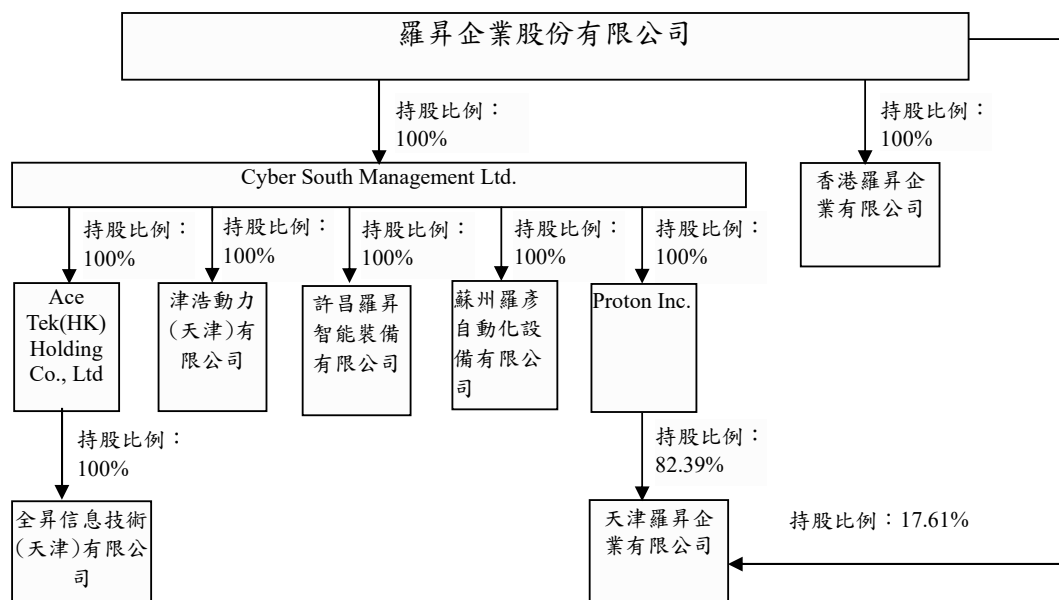 羅昇企業股份有限公司
持股比例：
100%
持股比例：
100%
Cyber South Management Ltd.
香港羅昇企
業有限公司
持股比例：
100%
持股比例：
100%
持股比例：
100%
持股比例：
100%
持股比例：
100%
Ace
Tek(HK)
Holding
Co., Ltd
津浩動力
(天津)有
限公司
許昌羅昇
智能裝備
有限公司
蘇州羅彥
自動化設
備有限公
司
Proton Inc.
持股比例：
100%
持股比例：
82.39%
全昇信息技術
(天津)有限公
司
天津羅昇企
業有限公司
持股比例：17.61%